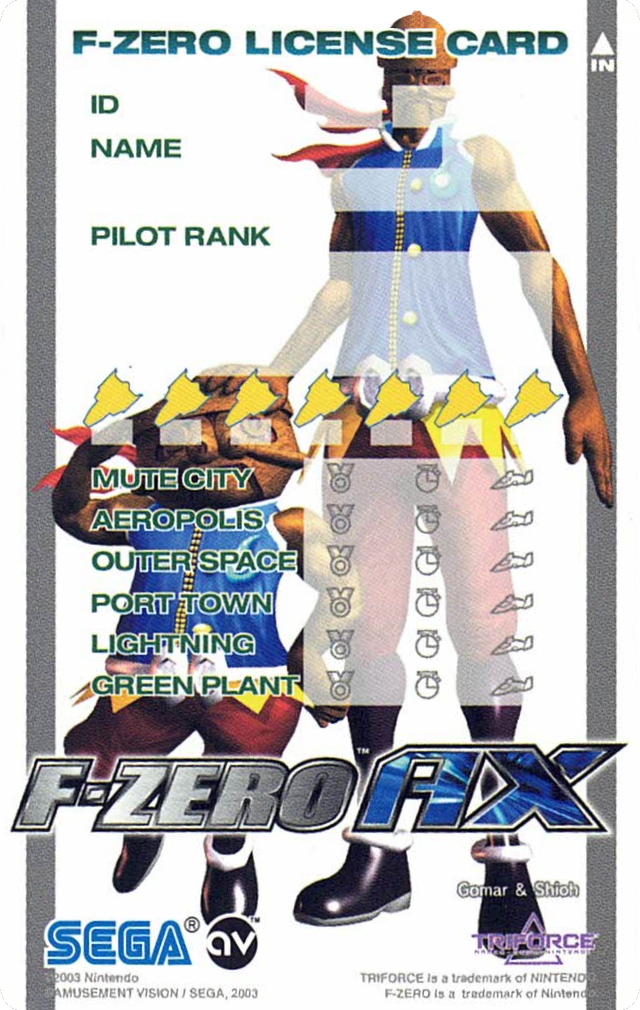 F-ZERO LICENSE CARD
IN
ID
NAME
PILOT RANK
MUTE CITY
AEROPOLIS
OUTER SPACE
PORT TOWN
LIGHTNING
GREEN PLANT
F-ZERO™ AX
Gomar & Shioh
SEGA® av™
TRIFORCE
2003 Nintendo
AMUSEMENT VISION / SEGA, 2003
TRIFORCE is a trademark of NINTENDO
F-ZERO is a trademark of Nintendo